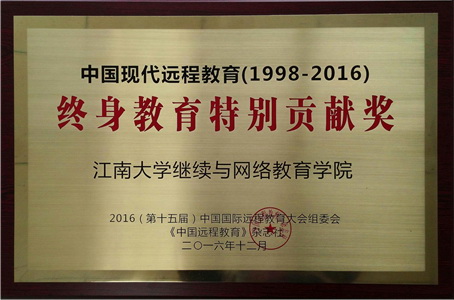 中国现代远程教育(1998-2016)
终身教育特别贡献奖
江南大学继续与网络教育学院
2016（第十五届）中国国际远程教育大会组委会
《中国远程教育》杂志社
二〇一六年十二月